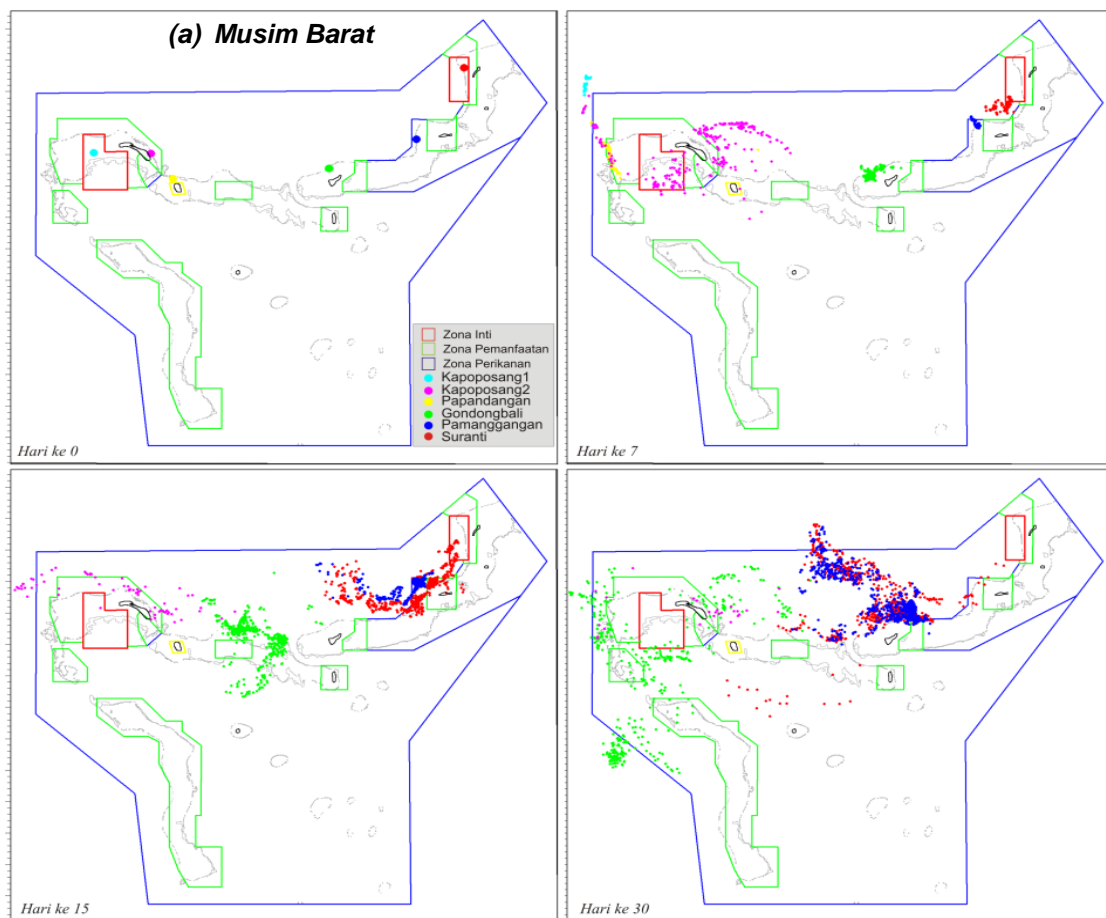 (a) Musim Barat
Zona Inti
Zona Pemanfaatan
Zona Perikanan
Kapoposang1
Kapoposang2
Papandangan
Gondongbali
Pamanggangan
Suranti
Hari ke 0
Hari ke 7
Hari ke 15
Hari ke 30